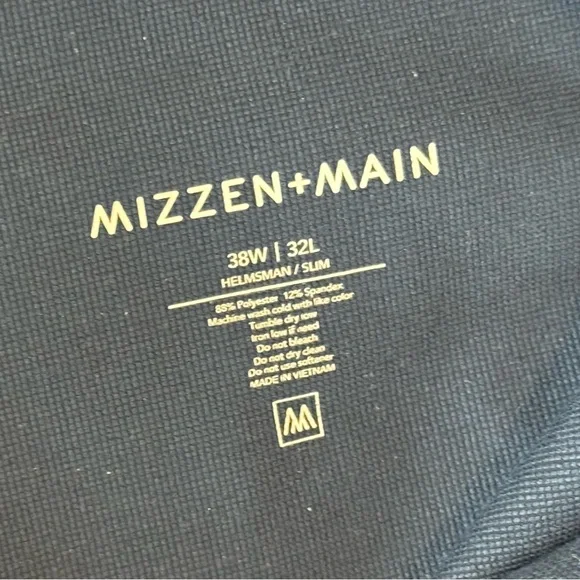 MIZZEN+MAIN
38W | 32L
HELMSMAN / SLIM
88% Polyester 12% Spandex
Machine wash cold with like color
Tumble dry low
Iron low if need
Do not bleach
Do not dry clean
Do not use softener
MADE IN VIETNAM
M